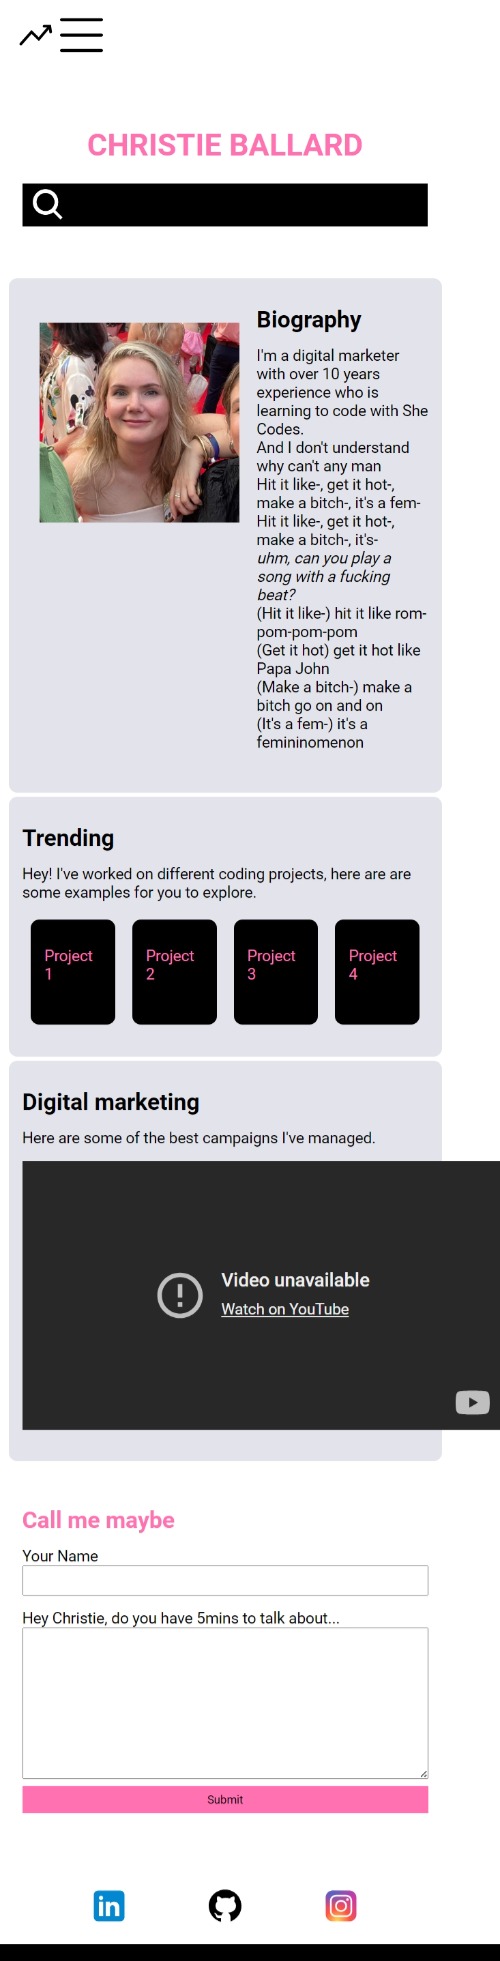 CHRISTIE BALLARD
Biography
I'm a digital marketer
with over 10 years
experience who is
learning to code with She
Codes.
And I don't understand
why can't any man
Hit it like-, get it hot-,
make a bitch-, it's a fem-
Hit it like-, get it hot-,
make a bitch-, it's-
uhm, can you play a
song with a fucking
beat?
(Hit it like-) hit it like rom-
pom-pom-pom
(Get it hot) get it hot like
Papa John
(Make a bitch-) make a
bitch go on and on
(It's a fem-) it's a
femininomenon
Trending
Hey! I've worked on different coding projects, here are are
some examples for you to explore.
Project
1
Project
2
Project
3
Project
4
Digital marketing
Here are some of the best campaigns I've managed.
Video unavailable
Watch on YouTube
Call me maybe
Your Name
Hey Christie, do you have 5mins to talk about...
Submit
in